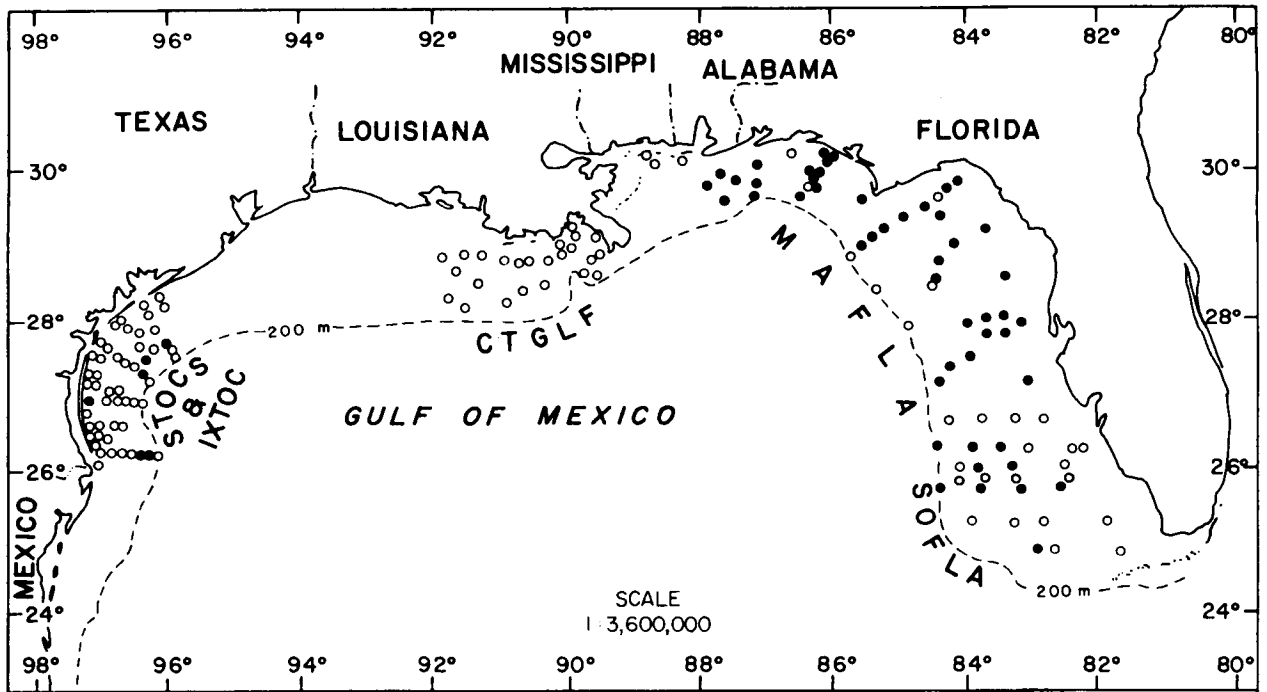 98° 96° 94° 92° 90° 88° 86° 84° 82° 80°
MISSISSIPPI ALABAMA
TEXAS LOUISIANA FLORIDA
30° 30°
MAFLA
28° 28°
200 m
CTGLF
STOCS
&
IXTOC
GULF OF MEXICO
26° 26°
SOFLA
MEXICO
SCALE
1:3,600,000
200 m
24° 24°
98° 96° 94° 92° 90° 88° 86° 84° 82° 80°